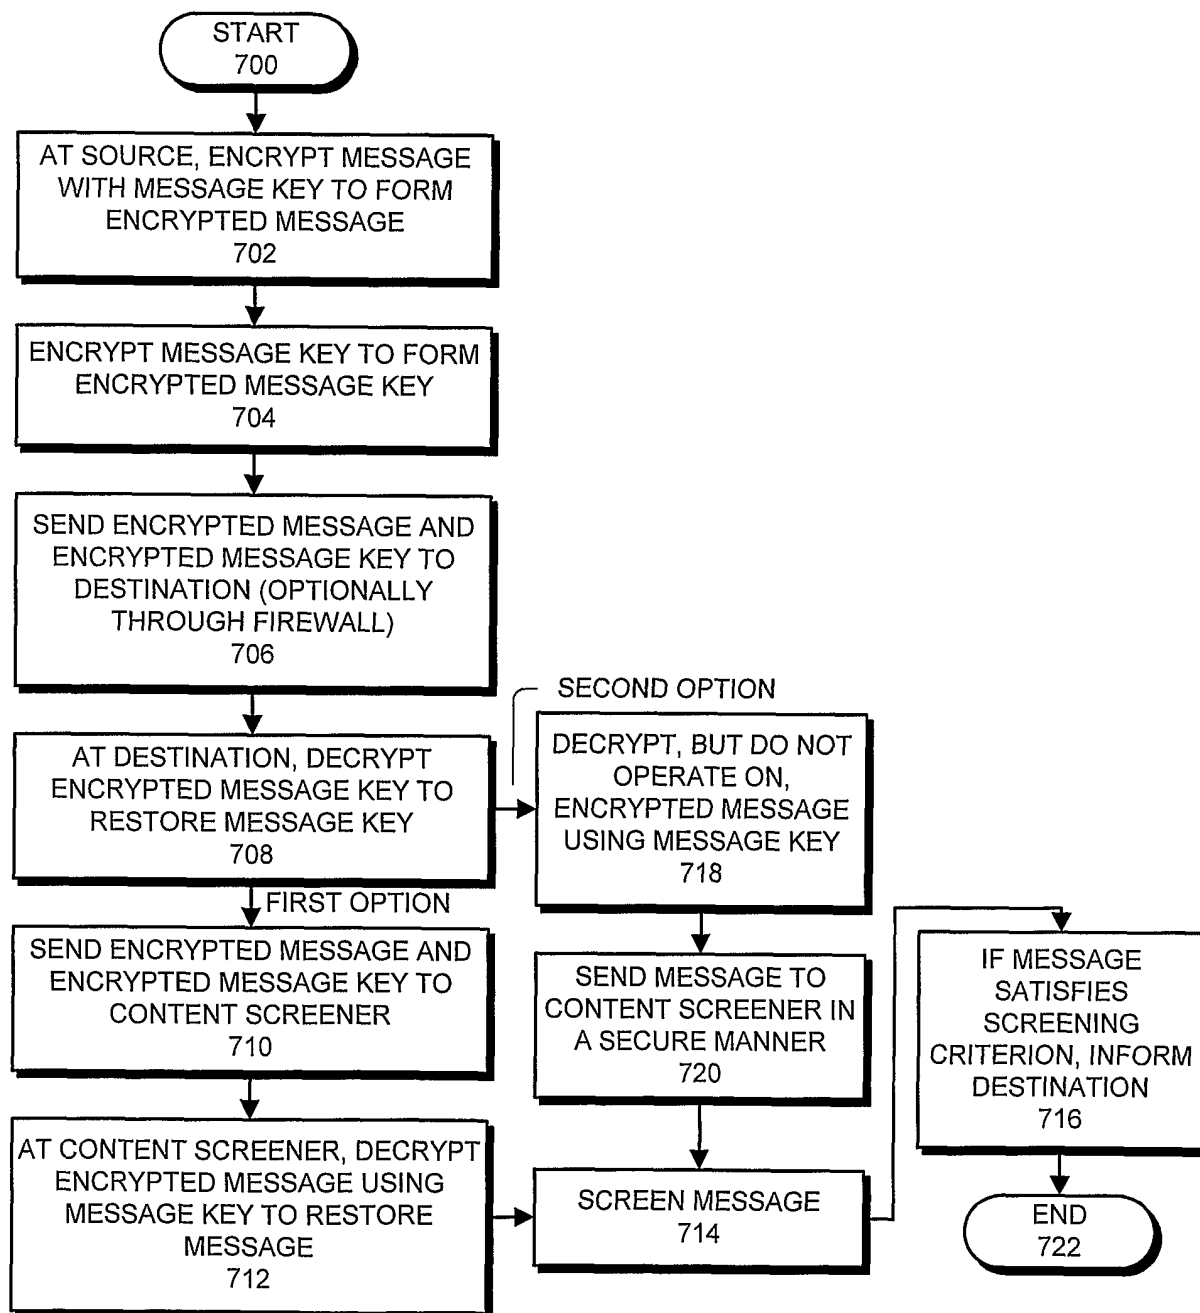 START
700
AT SOURCE, ENCRYPT MESSAGE
WITH MESSAGE KEY TO FORM
ENCRYPTED MESSAGE
702
ENCRYPT MESSAGE KEY TO FORM
ENCRYPTED MESSAGE KEY
704
SEND ENCRYPTED MESSAGE AND
ENCRYPTED MESSAGE KEY TO
DESTINATION (OPTIONALLY
THROUGH FIREWALL)
706
AT DESTINATION, DECRYPT
ENCRYPTED MESSAGE KEY TO
RESTORE MESSAGE KEY
708
FIRST OPTION
SEND ENCRYPTED MESSAGE AND
ENCRYPTED MESSAGE KEY TO
CONTENT SCREENER
710
AT CONTENT SCREENER, DECRYPT
ENCRYPTED MESSAGE USING
MESSAGE KEY TO RESTORE
MESSAGE
712
SECOND OPTION
DECRYPT, BUT DO NOT
OPERATE ON,
ENCRYPTED MESSAGE
USING MESSAGE KEY
718
SEND MESSAGE TO
CONTENT SCREENER IN
A SECURE MANNER
720
SCREEN MESSAGE
714
IF MESSAGE
SATISFIES
SCREENING
CRITERION, INFORM
DESTINATION
716
END
722